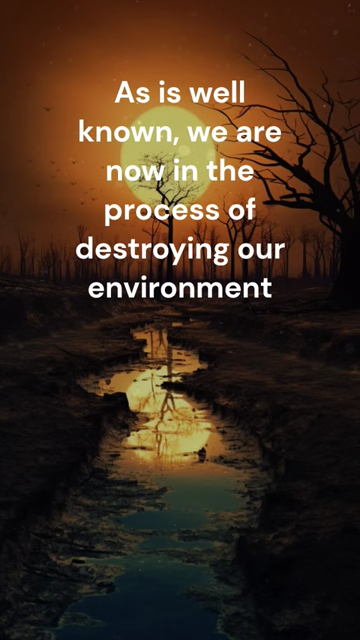 As is well
known, we are
now in the
process of
destroying our
environment